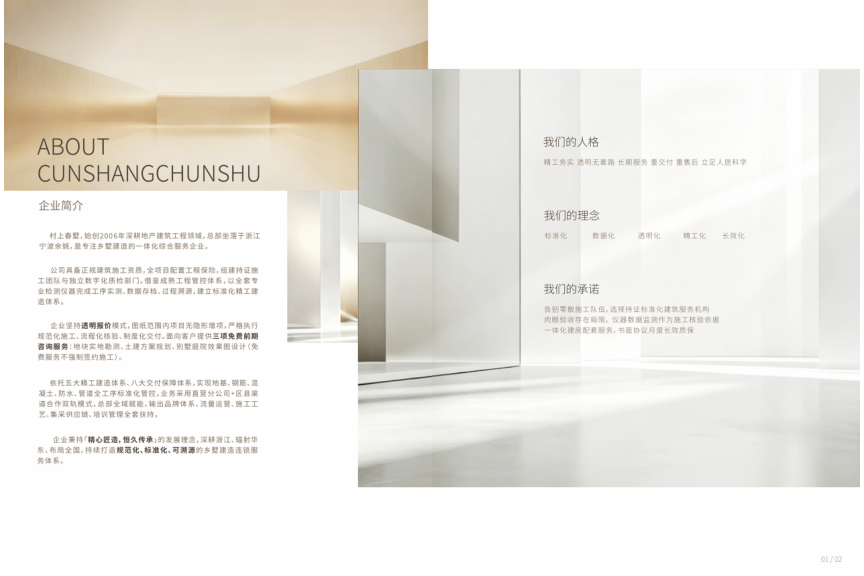 ABOUT
CUNSHANGCHUNSHU
企业简介
村上春墅,始创2006年深耕地产建筑工程领域,总部坐落于浙江
宁波余姚,是专注乡墅建造的一体化综合服务企业。
公司具备正规建筑施工资质,全项目配置工程保险,组建持证施
工团队与独立数字化质检部门。借鉴成熟工程管控体系,以全套专
业检测仪器完成工序实测、数据存档、过程溯源,建立标准化精工建
造体系。
企业坚持透明报价模式,图纸范围内项目无隐形增项,严格执行
规范化施工、流程化核验、制度化交付。面向客户提供三项免费前期
咨询服务:地块实地勘测、土建方案规划、别墅庭院效果图设计(免
费服务不强制签约施工)。
依托五大精工建造体系、八大交付保障体系,实现地基、钢筋、混
凝土、防水、管道全工序标准化管控。业务采用直营分公司+区县渠
道合作双轨模式,总部全域赋能,输出品牌体系、流量运营、施工工
艺、集采供应链、培训管理全套扶持。
企业秉持「精心匠造,恒久传承」的发展理念,深耕浙江、辐射华
东、布局全国,持续打造规范化、标准化、可溯源的乡墅建造连锁服
务体系。
我们的人格
精工务实 透明无套路 长期服务 重交付 重售后 立足人居科学
我们的理念
标准化 数据化 透明化 精工化 长效化
我们的承诺
告别零散施工队伍,选择持证标准化建筑服务机构
肉眼验收存在局限,仪器数据监测作为施工核验依据
一体化建房配套服务,书面协议月度长效质保
01 / 02